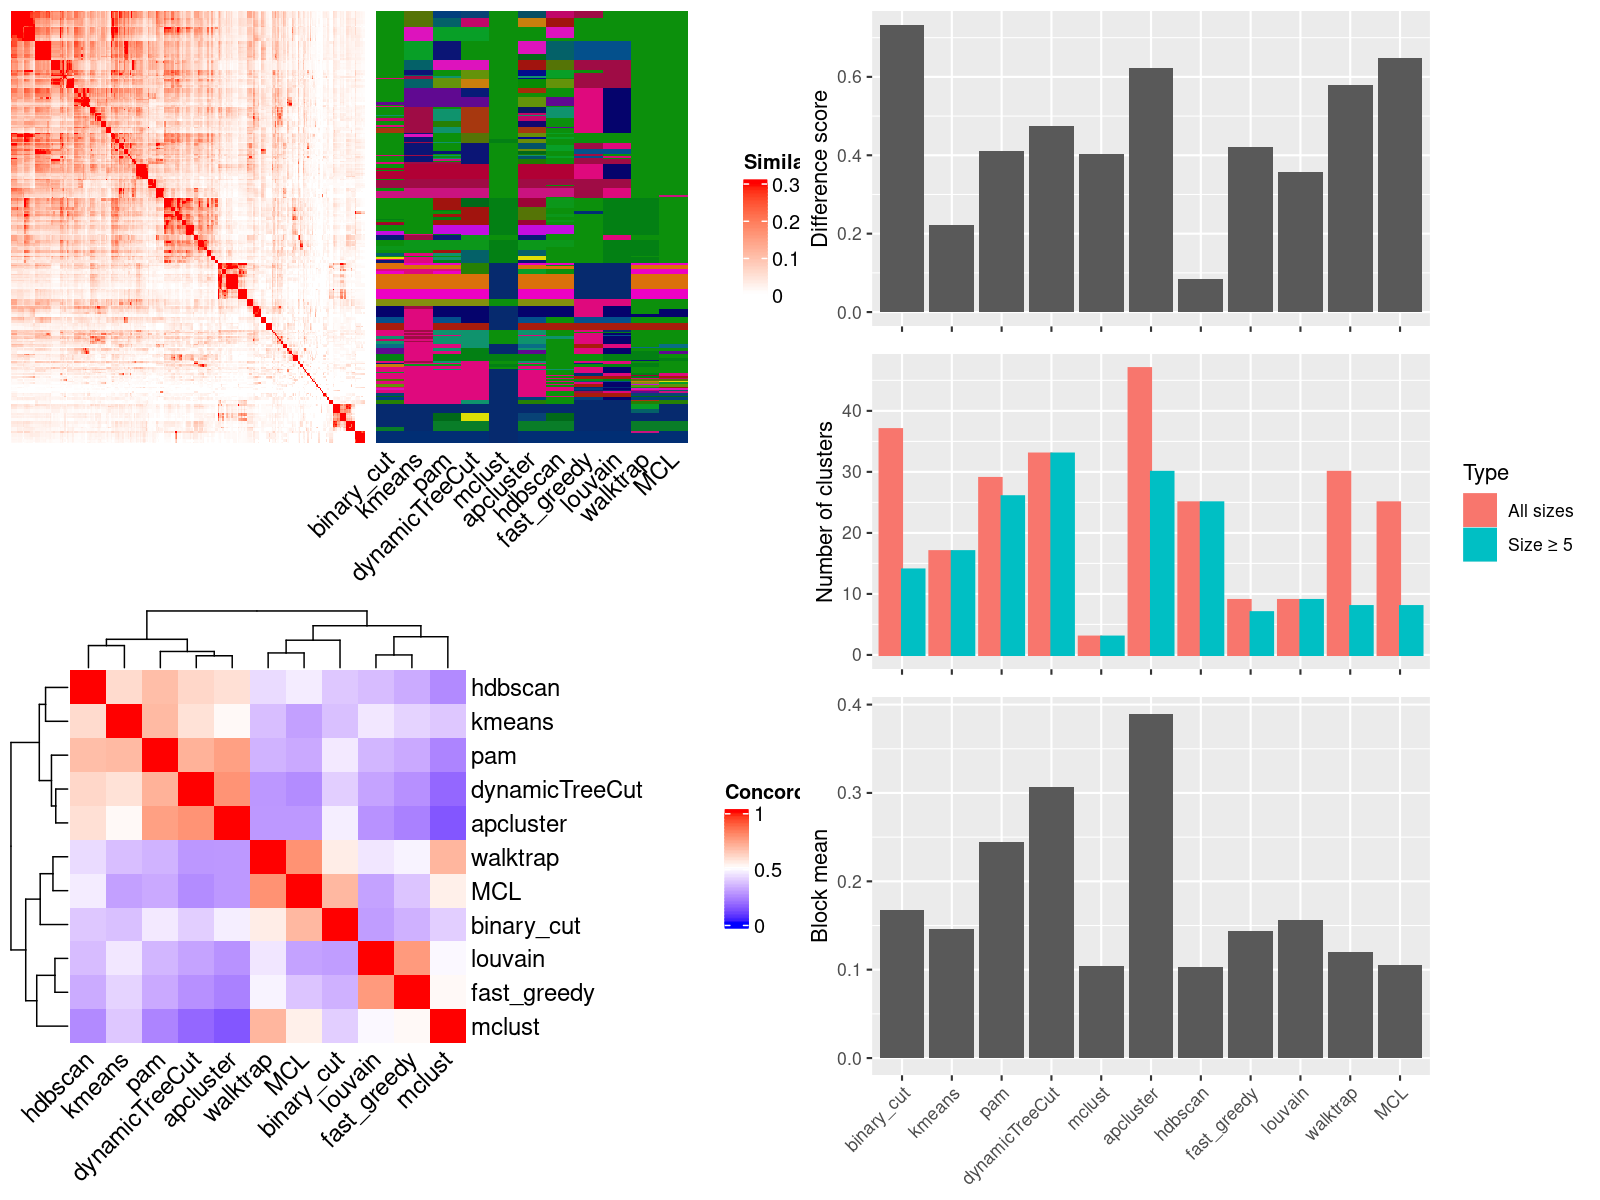 Simila
0.3
0.2
0.1
0
binary_cut
kmeans
pam
dynamicTreeCut
mclust
apcluster
hdbscan
fast_greedy
louvain
walktrap
MCL
Difference score
0.6
0.4
0.2
0.0
Number of clusters
40
30
20
10
0
Type
All sizes
Size ≥ 5
hdbscan
kmeans
pam
dynamicTreeCut
apcluster
walktrap
MCL
binary_cut
louvain
fast_greedy
mclust
hdbscan
kmeans
pam
dynamicTreeCut
apcluster
walktrap
MCL
binary_cut
louvain
fast_greedy
mclust
Concord
1
0.5
0
Block mean
0.4
0.3
0.2
0.1
0.0
binary_cut
kmeans
pam
dynamicTreeCut
mclust
apcluster
hdbscan
fast_greedy
louvain
walktrap
MCL